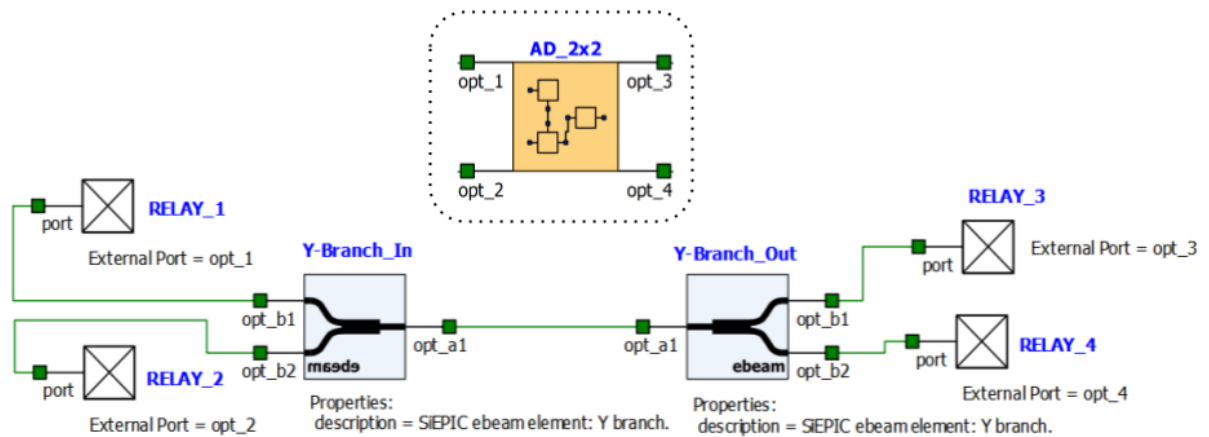 AD_2x2
opt_1
opt_3
opt_2
opt_4
RELAY_1
port
External Port = opt_1
RELAY_2
port
External Port = opt_2
Y-Branch_In
opt_b1
opt_b2
opt_a1
ebeam
Properties:
description = SiEPIC ebeam element: Y branch.
Y-Branch_Out
opt_a1
opt_b1
opt_b2
ebeam
Properties:
description = SiEPIC ebeam element: Y branch.
RELAY_3
port
External Port = opt_3
RELAY_4
port
External Port = opt_4